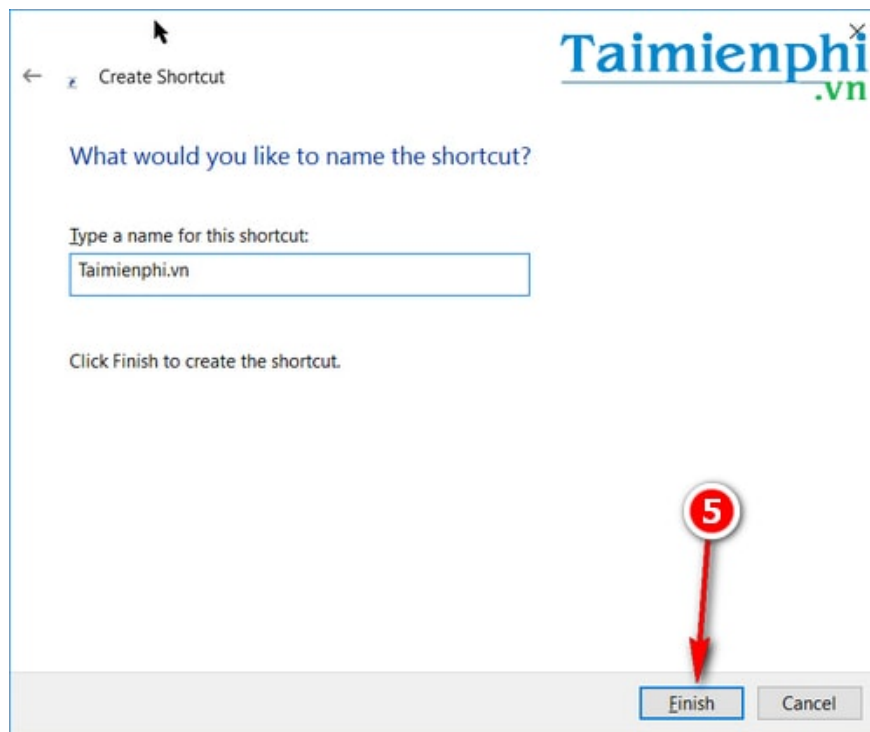 Taimienphi
.vn
Create Shortcut
What would you like to name the shortcut?
Type a name for this shortcut:
Taimienphi.vn
Click Finish to create the shortcut.
5
Finish
Cancel